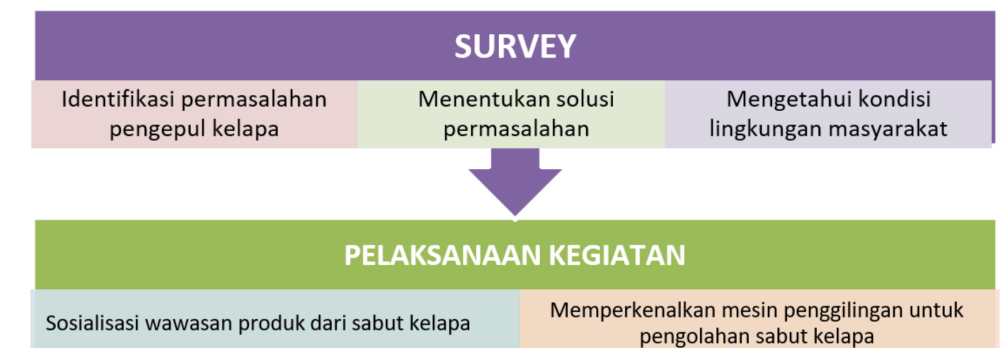 SURVEY
Identifikasi permasalahan
pengepul kelapa
Menentukan solusi
permasalahan
Mengetahui kondisi
lingkungan masyarakat
PELAKSANAAN KEGIATAN
Sosialisasi wawasan produk dari sabut kelapa
Memperkenalkan mesin penggilingan untuk
pengolahan sabut kelapa